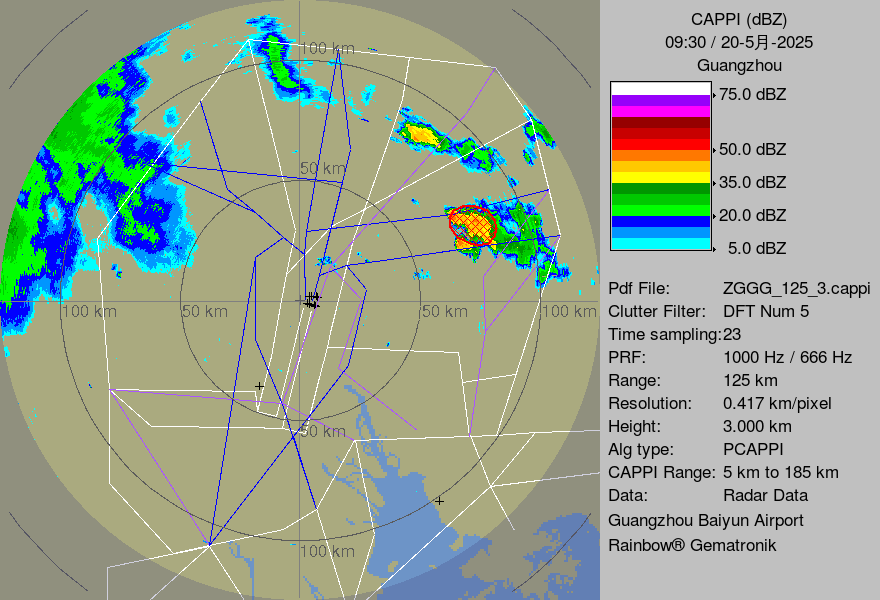 100 km
50 km
100 km
50 km
50 km
100 km
50 km
100 km
CAPPI (dBZ)
09:30 / 20-5月-2025
Guangzhou
75.0 dBZ
50.0 dBZ
35.0 dBZ
20.0 dBZ
5.0 dBZ
Pdf File: ZGGG_125_3.cappi
Clutter Filter: DFT Num 5
Time sampling:23
PRF: 1000 Hz / 666 Hz
Range: 125 km
Resolution: 0.417 km/pixel
Height: 3.000 km
Alg type: PCAPPI
CAPPI Range: 5 km to 185 km
Data: Radar Data
Guangzhou Baiyun Airport
Rainbow® Gematronik